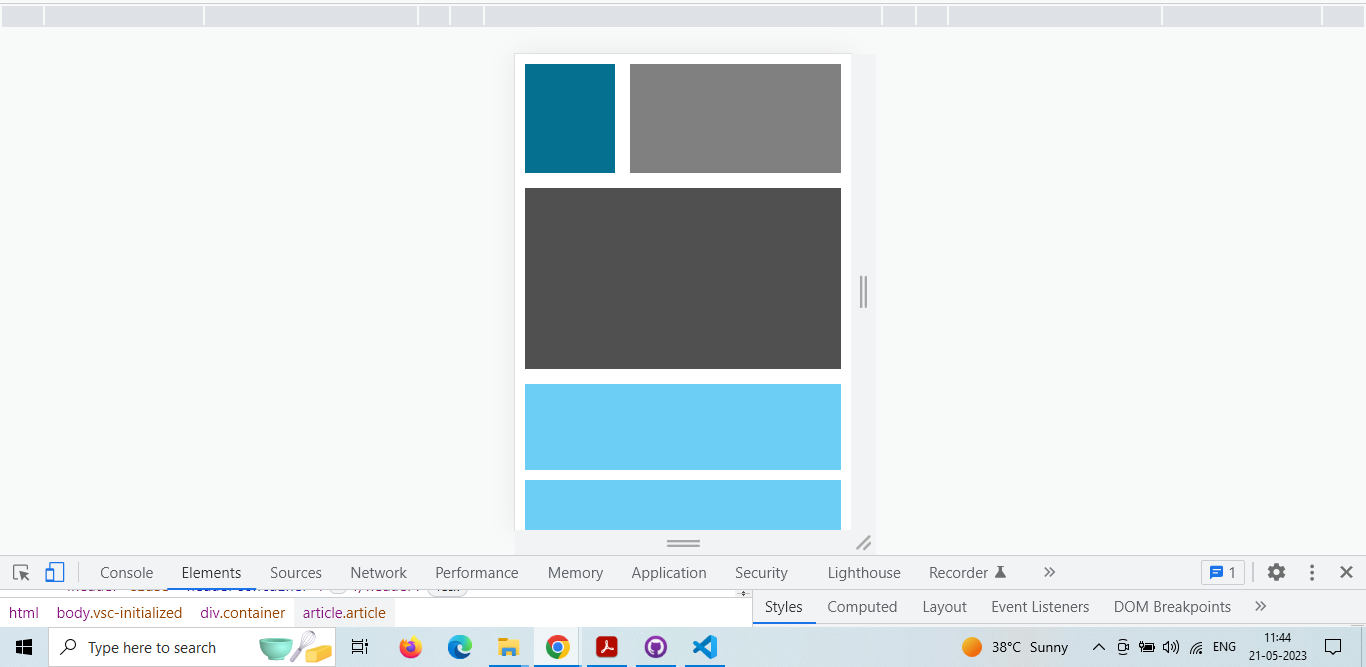 Console Elements Sources Network Performance Memory Application Security Lighthouse Recorder 1
html body.vsc-initialized div.container article.article
Styles Computed Layout Event Listeners DOM Breakpoints
Type here to search
38°C Sunny
ENG
11:44
21-05-2023